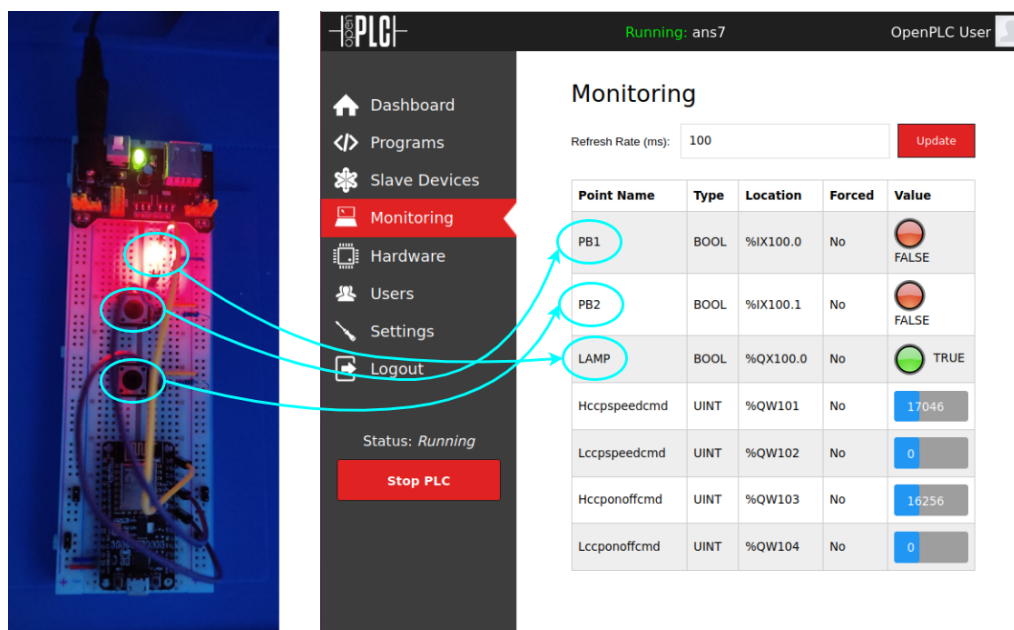 open PLC
Running: ans7
OpenPLC User
Dashboard
Programs
Slave Devices
Monitoring
Hardware
Users
Settings
Logout
Status: Running
Stop PLC
Monitoring
Refresh Rate (ms): 100 Update
Point Name Type Location Forced Value
PB1 BOOL %IX100.0 No FALSE
PB2 BOOL %IX100.1 No FALSE
LAMP BOOL %QX100.0 No TRUE
Hccpspeedcmd UINT %QW101 No 17046
Lccpspeedcmd UINT %QW102 No 0
Hccponoffcmd UINT %QW103 No 16256
Lccponoffcmd UINT %QW104 No 0